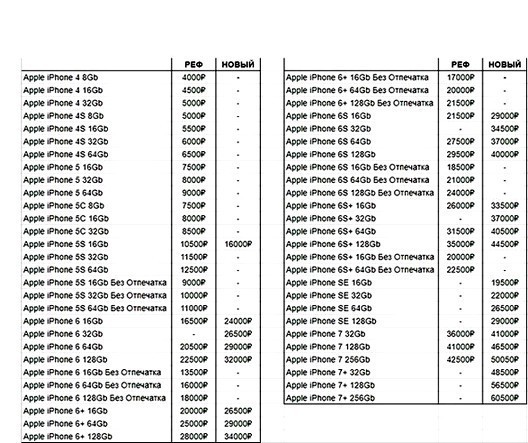 РЕФ НОВЫЙ
Apple iPhone 4 8Gb 4000₽ -
Apple iPhone 4 16Gb 4500₽ -
Apple iPhone 4 32Gb 5000₽ -
Apple iPhone 4S 8Gb 5000₽ -
Apple iPhone 4S 16Gb 5500₽ -
Apple iPhone 4S 32Gb 6000₽ -
Apple iPhone 4S 64Gb 6500₽ -
Apple iPhone 5 16Gb 7500₽ -
Apple iPhone 5 32Gb 8000₽ -
Apple iPhone 5 64Gb 9000₽ -
Apple iPhone 5C 8Gb 7500₽ -
Apple iPhone 5C 16Gb 8000₽ -
Apple iPhone 5C 32Gb 8500₽ -
Apple iPhone 5S 16Gb 10500₽ 16000₽
Apple iPhone 5S 32Gb 11500₽ -
Apple iPhone 5S 64Gb 12500₽ -
Apple iPhone 5S 16Gb Без Отпечатка 9000₽ -
Apple iPhone 5S 32Gb Без Отпечатка 10000₽ -
Apple iPhone 5S 64Gb Без Отпечатка 11000₽ -
Apple iPhone 6 16Gb 16500₽ 24000₽
Apple iPhone 6 32Gb - 26500₽
Apple iPhone 6 64Gb 20500₽ 29000₽
Apple iPhone 6 128Gb 22500₽ 32000₽
Apple iPhone 6 16Gb Без Отпечатка 13500₽ -
Apple iPhone 6 64Gb Без Отпечатка 16000₽ -
Apple iPhone 6 128Gb Без Отпечатка 18000₽ -
Apple iPhone 6+ 16Gb 20000₽ 26500₽
Apple iPhone 6+ 64Gb 25000₽ 29000₽
Apple iPhone 6+ 128Gb 28000₽ 34000₽
РЕФ НОВЫЙ
Apple iPhone 6+ 16Gb Без Отпечатка 17000₽ -
Apple iPhone 6+ 64Gb Без Отпечатка 20000₽ -
Apple iPhone 6+ 128Gb Без Отпечатка 21500₽ -
Apple iPhone 6S 16Gb 21500₽ 29000₽
Apple iPhone 6S 32Gb - 34500₽
Apple iPhone 6S 64Gb 27500₽ 37000₽
Apple iPhone 6S 128Gb 29500₽ 40000₽
Apple iPhone 6S 16Gb Без Отпечатка 18500₽ -
Apple iPhone 6S 64Gb Без Отпечатка 21000₽ -
Apple iPhone 6S 128Gb Без Отпечатка 24000₽ -
Apple iPhone 6S+ 16Gb 26000₽ 33500₽
Apple iPhone 6S+ 32Gb - 37000₽
Apple iPhone 6S+ 64Gb 31500₽ 40500₽
Apple iPhone 6S+ 128Gb 35000₽ 44500₽
Apple iPhone 6S+ 16Gb Без Отпечатка 20000₽ -
Apple iPhone 6S+ 64Gb Без Отпечатка 22500₽ -
Apple iPhone SE 16Gb 19500₽
Apple iPhone SE 32Gb - 22000₽
Apple iPhone SE 64Gb - 26500₽
Apple iPhone SE 128Gb - 29000₽
Apple iPhone 7 32Gb 36000₽ 41000₽
Apple iPhone 7 128Gb 41000₽ 46500₽
Apple iPhone 7 256Gb 42500₽ 50050₽
Apple iPhone 7+ 32Gb - 48500₽
Apple iPhone 7+ 128Gb - 56500₽
Apple iPhone 7+ 256Gb - 60500₽